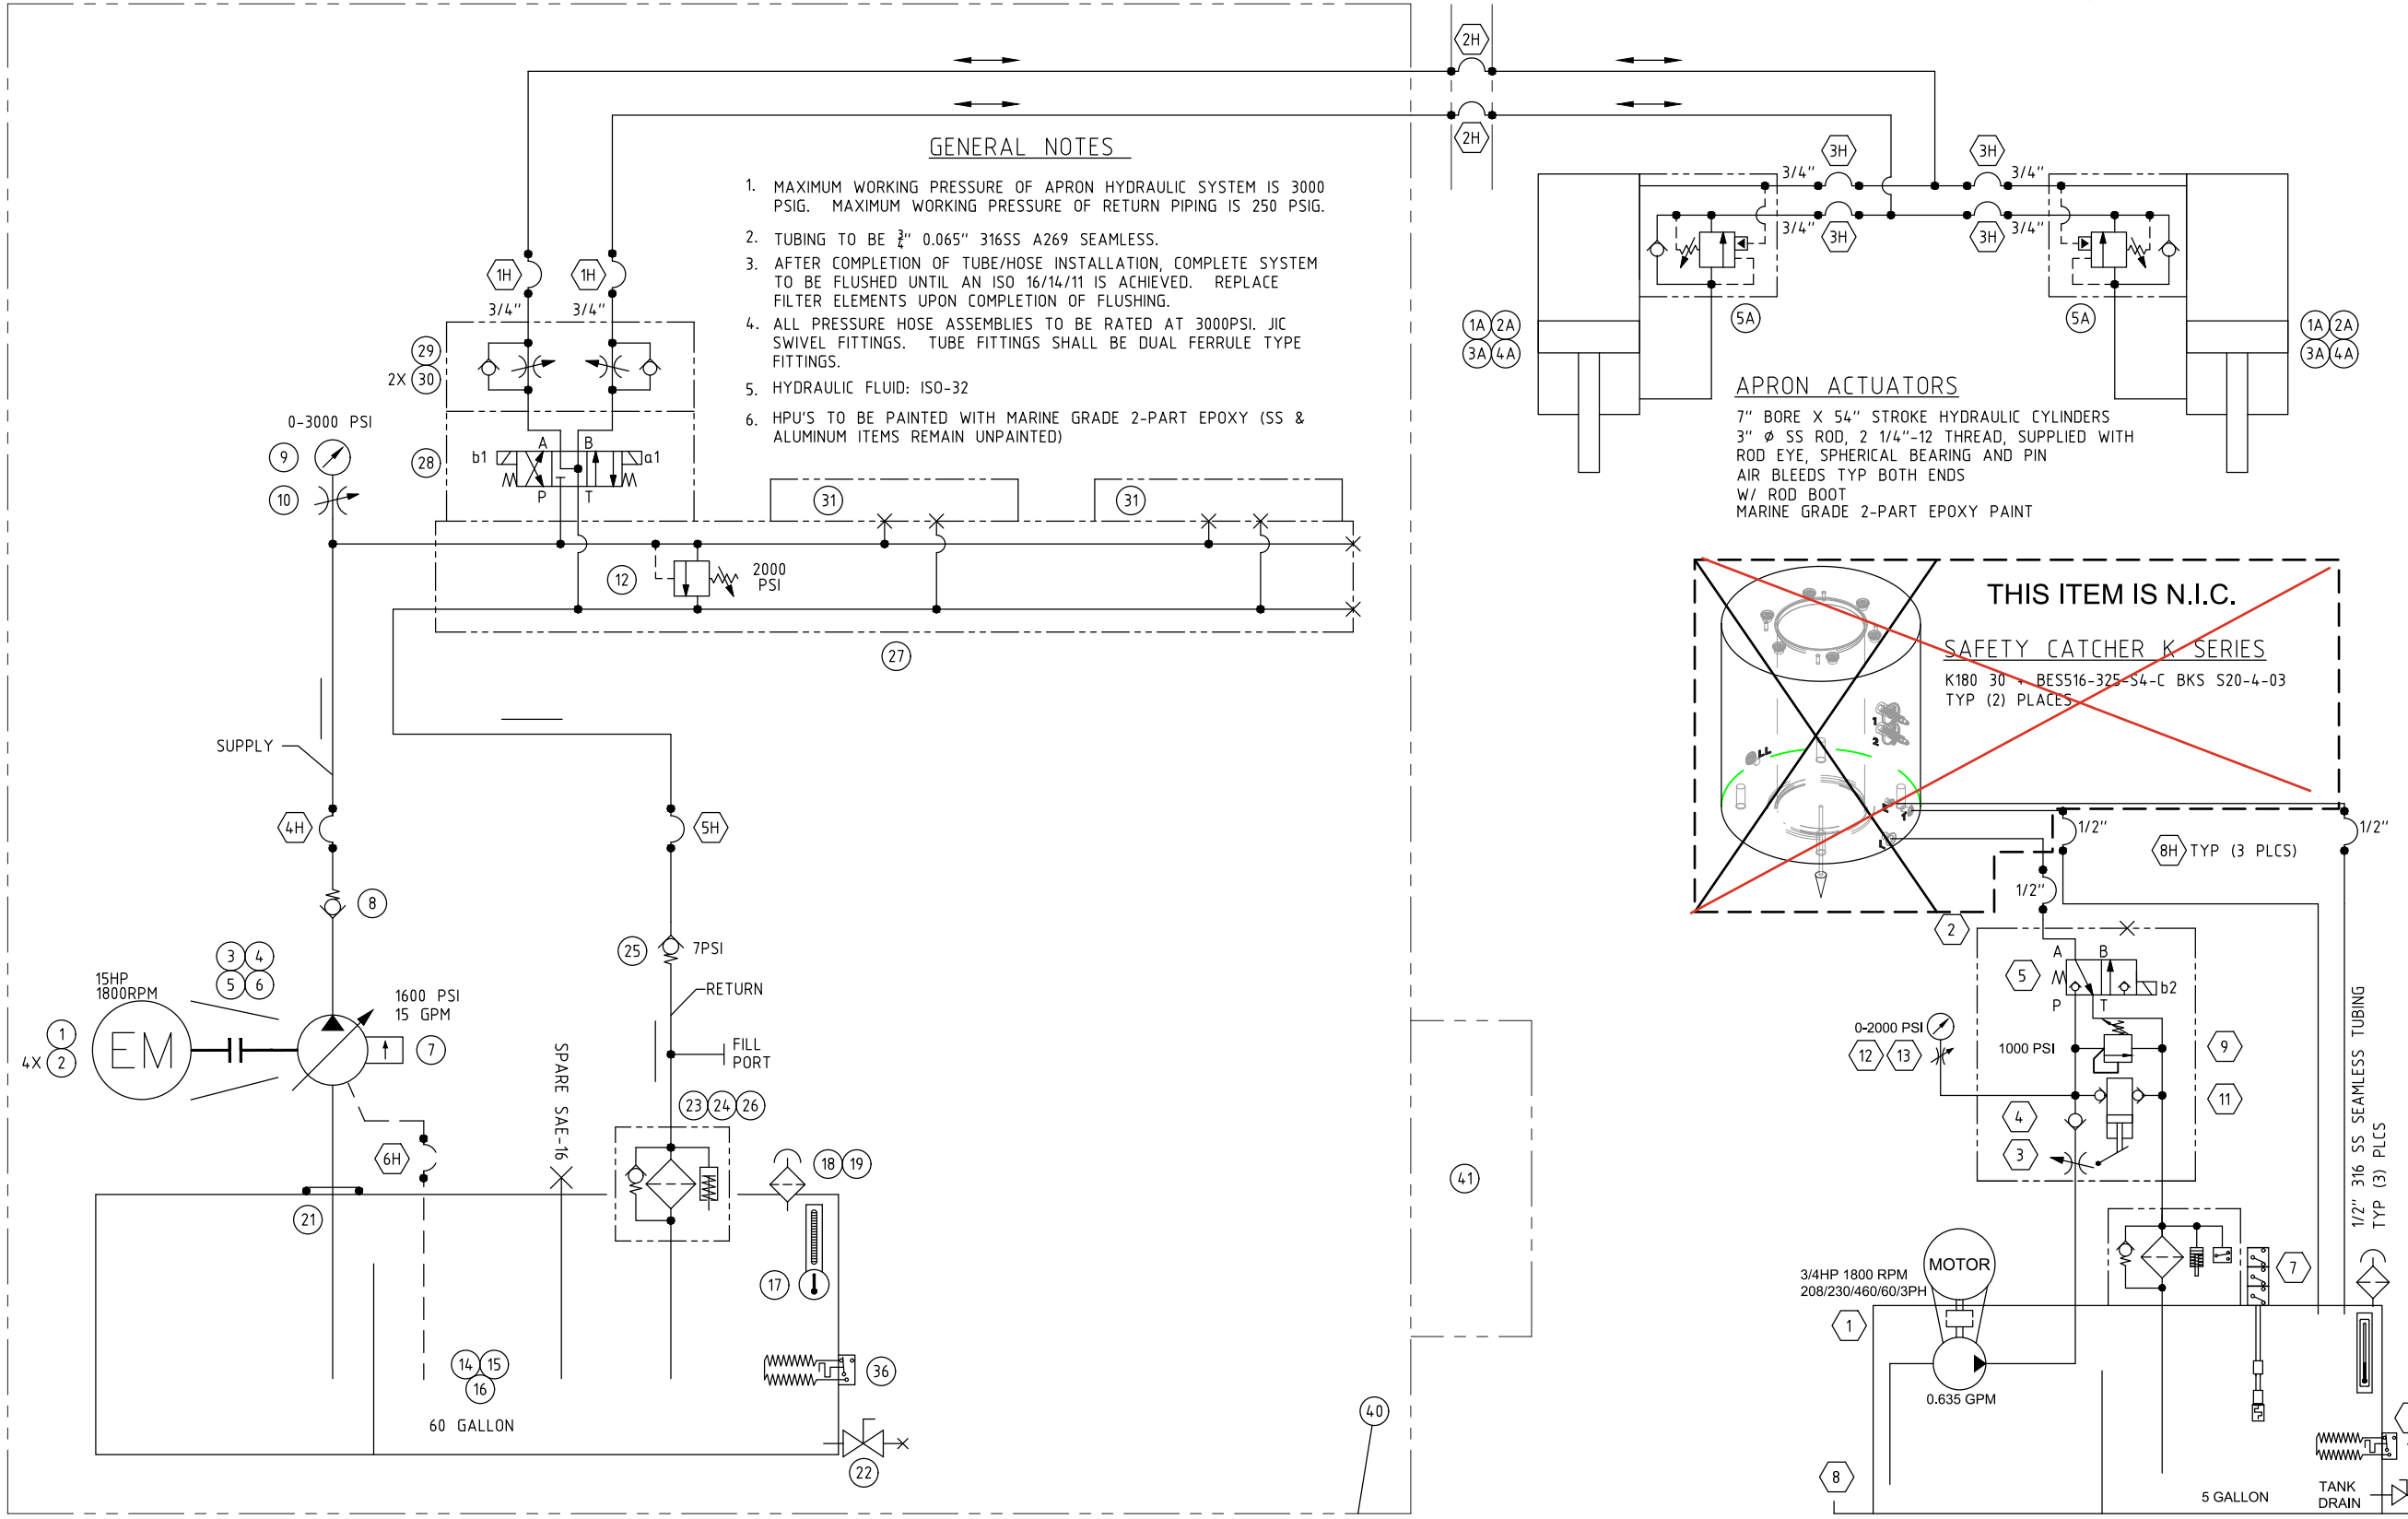 2H
2H
GENERAL NOTES
1. MAXIMUM WORKING PRESSURE OF APRON HYDRAULIC SYSTEM IS 3000
PSIG. MAXIMUM WORKING PRESSURE OF RETURN PIPING IS 250 PSIG.
2. TUBING TO BE 3/4" 0.065" 316SS A269 SEAMLESS.
3. AFTER COMPLETION OF TUBE/HOSE INSTALLATION, COMPLETE SYSTEM
TO BE FLUSHED UNTIL AN ISO 16/14/11 IS ACHIEVED. REPLACE
FILTER ELEMENTS UPON COMPLETION OF FLUSHING.
4. ALL PRESSURE HOSE ASSEMBLIES TO BE RATED AT 3000PSI. JIC
SWIVEL FITTINGS. TUBE FITTINGS SHALL BE DUAL FERRULE TYPE
FITTINGS.
5. HYDRAULIC FLUID: ISO-32
6. HPU'S TO BE PAINTED WITH MARINE GRADE 2-PART EPOXY (SS &
ALUMINUM ITEMS REMAIN UNPAINTED)
1H 1H
3/4" 3/4"
29
2X 30
0-3000 PSI
9
10
28
b1 A B a1
P T
31 31
12
2000
PSI
27
SUPPLY
4H
5H
8
25 7PSI
RETURN
3 4
5 6
15HP
1800RPM
1
4X 2
EM
1600 PSI
15 GPM
7
FILL
PORT
SPARE SAE-16
23 24 26
6H
18 19
21
17
14 15
16
36
60 GALLON
22
40
41
3H 3H
3/4" 3/4"
3/4" 3/4"
3H 3H
5A 5A
1A 2A
3A 4A
1A 2A
3A 4A
APRON ACTUATORS
7" BORE X 54" STROKE HYDRAULIC CYLINDERS
3" Ø SS ROD, 2 1/4"-12 THREAD, SUPPLIED WITH
ROD EYE, SPHERICAL BEARING AND PIN
AIR BLEEDS TYP BOTH ENDS
W/ ROD BOOT
MARINE GRADE 2-PART EPOXY PAINT
THIS ITEM IS N.I.C.
SAFETY CATCHER K SERIES
K180 30 + BES516-325-S4-C BKS S20-4-03
TYP (2) PLACES
1
2
1/2" 1/2"
8H TYP (3 PLCS)
1/2"
2
A B
5 b2
P T
0-2000 PSI
12 13
1000 PSI
9
11
4
3
1/2" 316 SS SEAMLESS TUBING
TYP (3) PLCS
MOTOR
3/4HP 1800 RPM
208/230/460/60/3PH
7
1
0.635 GPM
8
5 GALLON
TANK
DRAIN